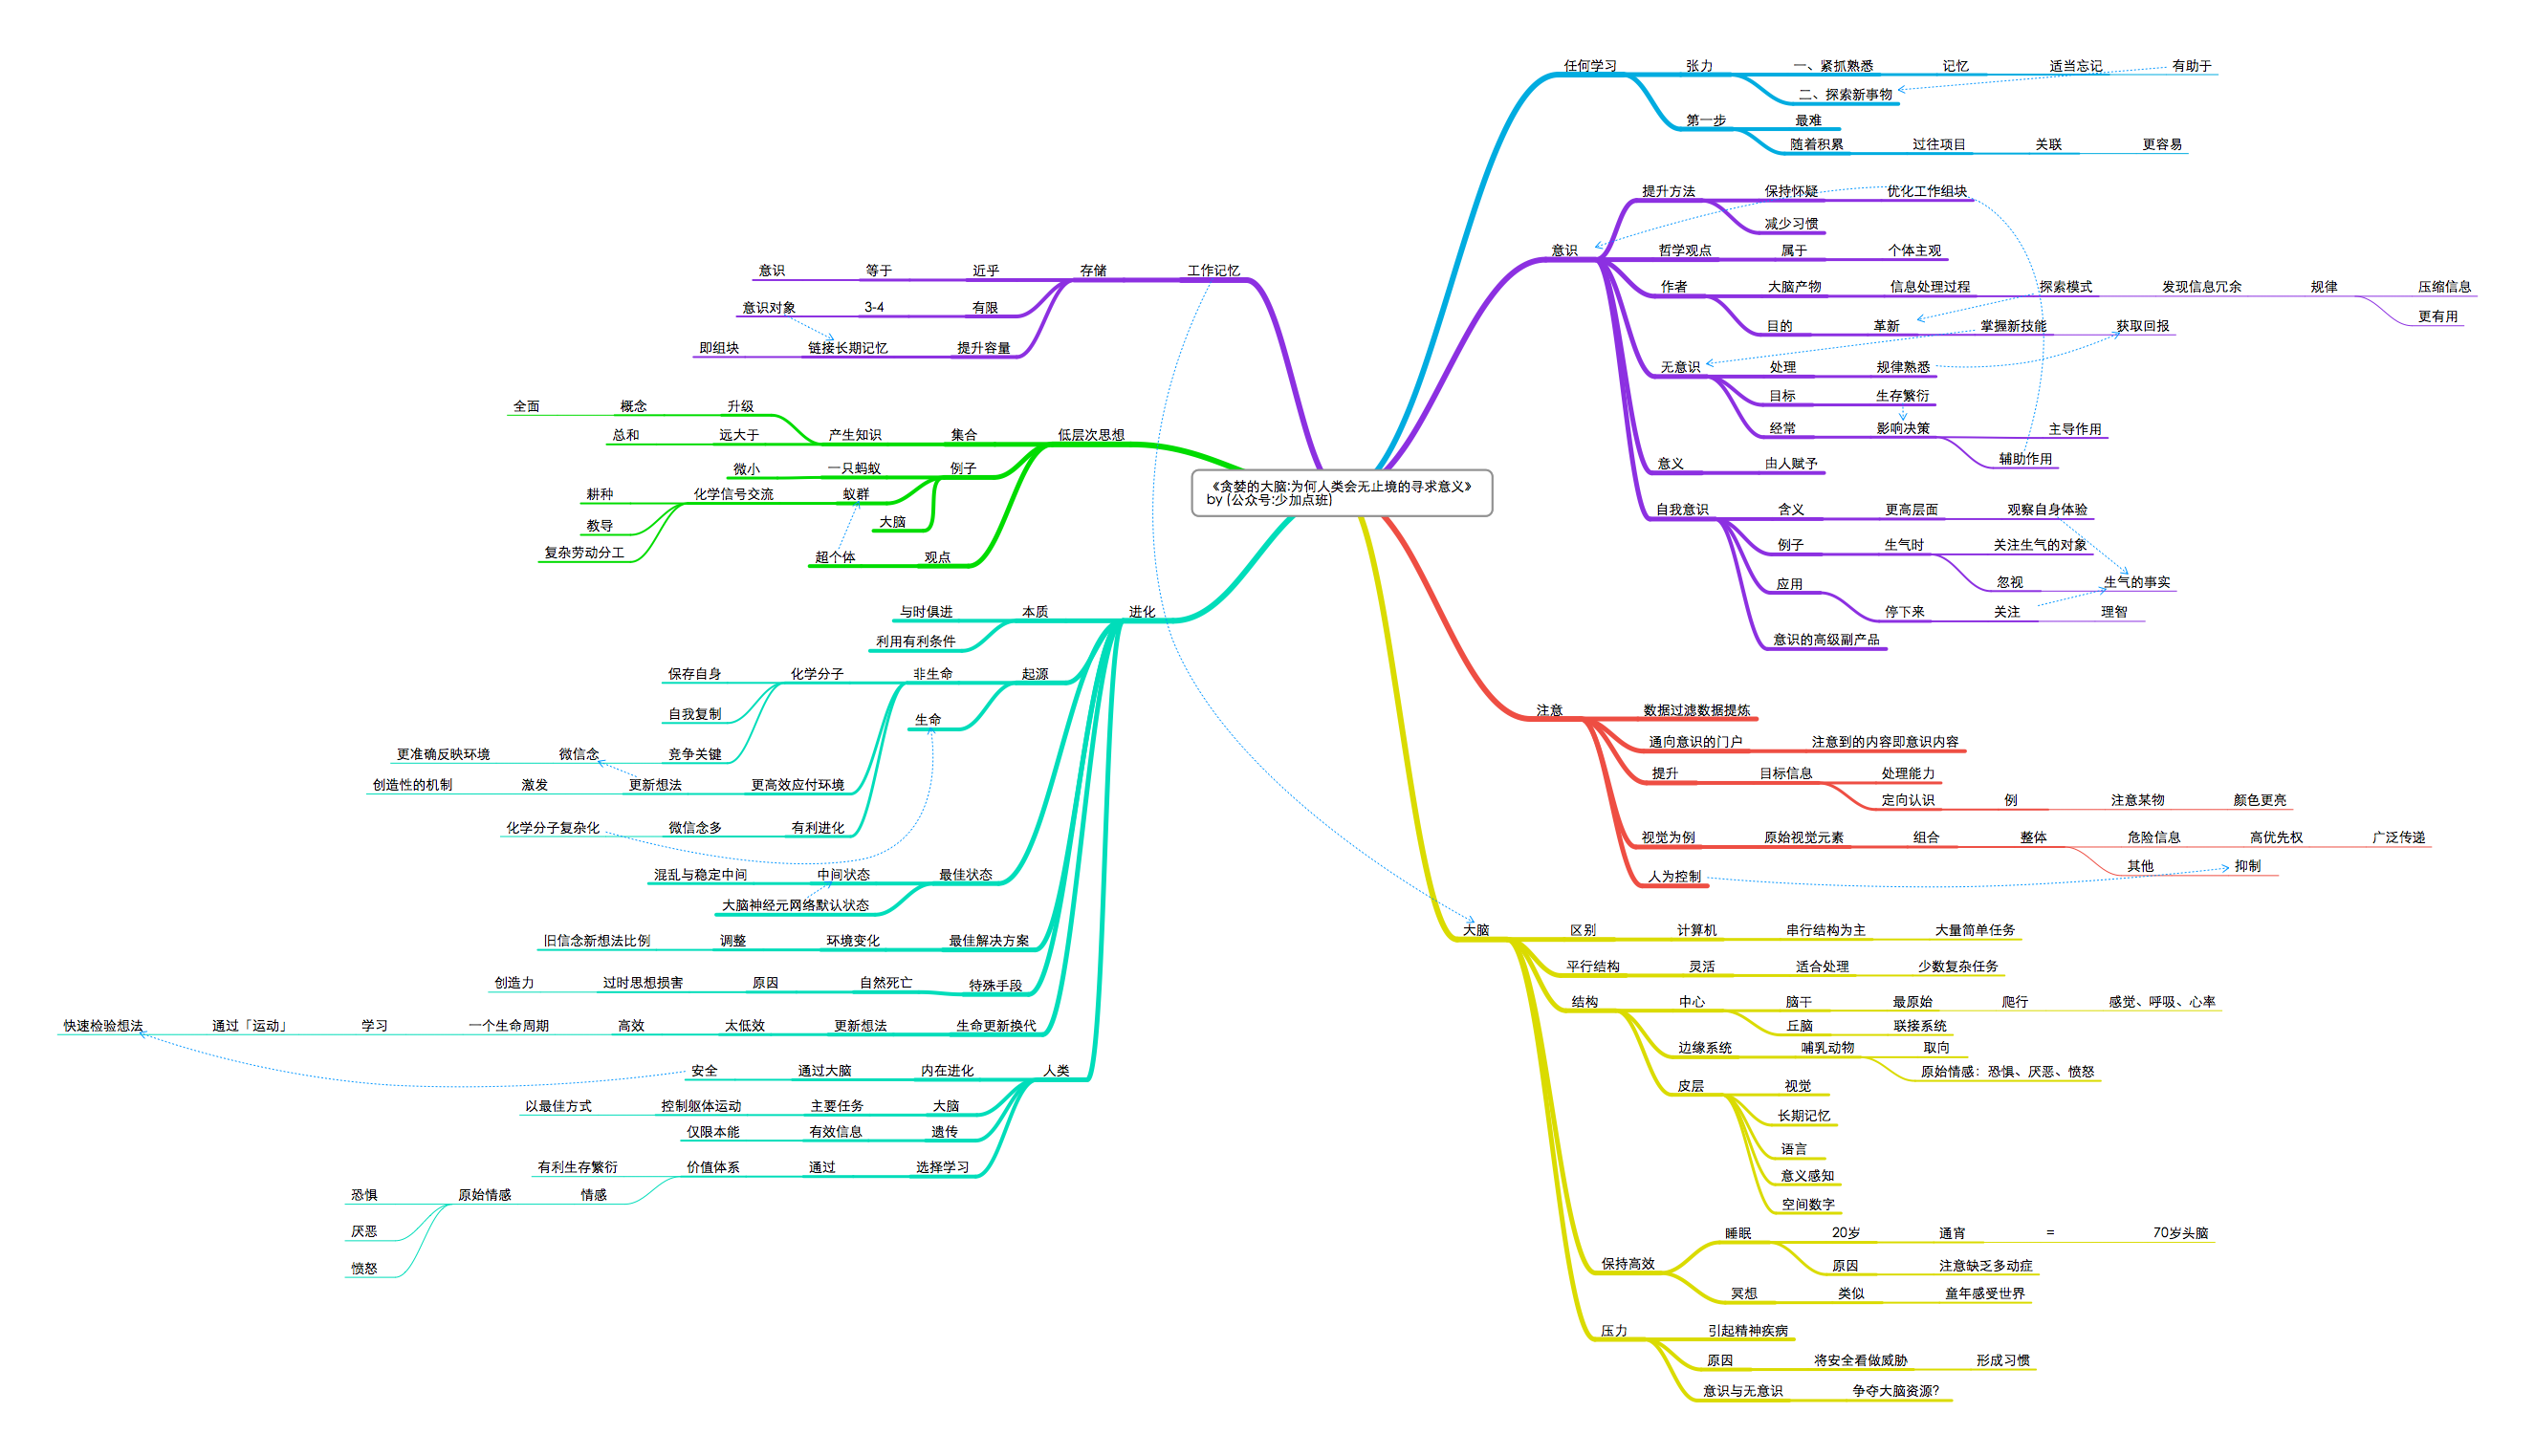 《贪婪的大脑:为何人类会无止境的寻求意义》
by (公众号:少加点班)
任何学习
张力
一、紧抓熟悉
记忆
适当忘记
有助于
二、探索新事物
第一步
最难
随着积累
过往项目
关联
更容易
意识
提升方法
保持怀疑
优化工作组块
减少习惯
哲学观点
属于
个体主观
作者
大脑产物
信息处理过程
探索模式
发现信息冗余
规律
压缩信息
更有用
目的
革新
掌握新技能
获取回报
无意识
处理
规律熟悉
目标
生存繁衍
经常
影响决策
主导作用
辅助作用
意义
由人赋予
自我意识
含义
更高层面
观察自身体验
例子
生气时
关注生气的对象
忽视
生气的事实
应用
停下来
关注
理智
意识的高级副产品
注意
数据过滤数据提炼
通向意识的门户
注意到的内容即意识内容
提升
目标信息
处理能力
定向认识
例
注意某物
颜色更亮
视觉为例
原始视觉元素
组合
整体
危险信息
高优先权
广泛传递
其他
抑制
人为控制
大脑
区别
计算机
串行结构为主
大量简单任务
平行结构
灵活
适合处理
少数复杂任务
结构
中心
脑干
最原始
爬行
感觉、呼吸、心率
丘脑
联接系统
边缘系统
哺乳动物
取向
原始情感：恐惧、厌恶、愤怒
皮层
视觉
长期记忆
语言
意义感知
空间数字
保持高效
睡眠
20岁
通宵
=
70岁头脑
原因
注意缺乏多动症
冥想
类似
童年感受世界
压力
引起精神疾病
原因
将安全看做威胁
形成习惯
意识与无意识
争夺大脑资源?
工作记忆
存储
近乎
等于
意识
有限
3-4
意识对象
提升容量
链接长期记忆
即组块
低层次思想
集合
产生知识
升级
概念
全面
远大于
总和
例子
一只蚂蚁
微小
蚁群
化学信号交流
耕种
教导
复杂劳动分工
大脑
观点
超个体
进化
本质
与时俱进
利用有利条件
起源
非生命
化学分子
保存自身
自我复制
竞争关键
微信念
更准确反映环境
更高效应付环境
更新想法
激发
创造性的机制
有利进化
微信念多
化学分子复杂化
生命
最佳状态
中间状态
混乱与稳定中间
大脑神经元网络默认状态
最佳解决方案
环境变化
调整
旧信念新想法比例
特殊手段
自然死亡
原因
过时思想损害
创造力
生命更新换代
更新想法
太低效
高效
一个生命周期
学习
通过「运动」
快速检验想法
人类
内在进化
通过大脑
安全
大脑
主要任务
控制躯体运动
以最佳方式
遗传
有效信息
仅限本能
选择学习
通过
价值体系
有利生存繁衍
情感
原始情感
恐惧
厌恶
愤怒